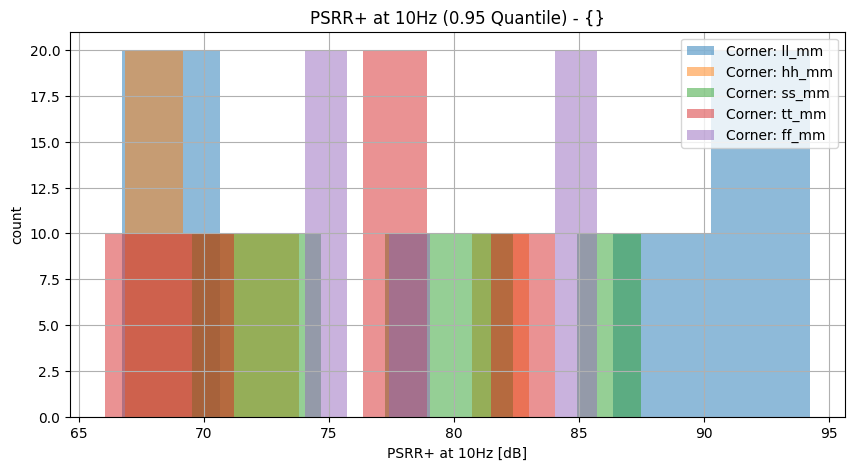 PSRR+ at 10Hz (0.95 Quantile) - {}
20.0
17.5
15.0
12.5
10.0
7.5
5.0
2.5
0.0
count
Corner: ll_mm
Corner: hh_mm
Corner: ss_mm
Corner: tt_mm
Corner: ff_mm
65 70 75 80 85 90 95
PSRR+ at 10Hz [dB]